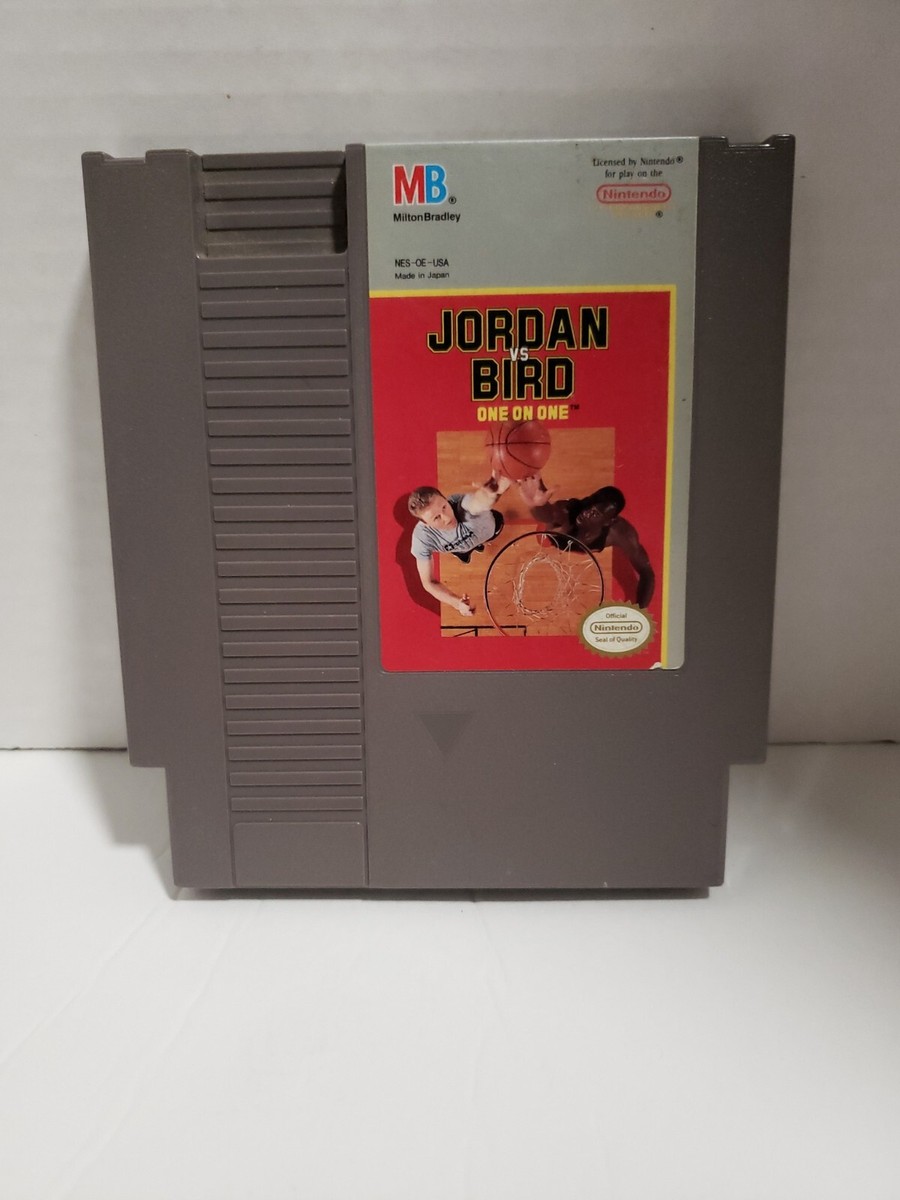 MB®
MiltonBradley
Licensed by Nintendo®
for play on the
Nintendo
®
NES-OE-USA
Made in Japan
JORDAN
VS
BIRD
ONE ON ONE™
Official
Nintendo
Seal of Quality